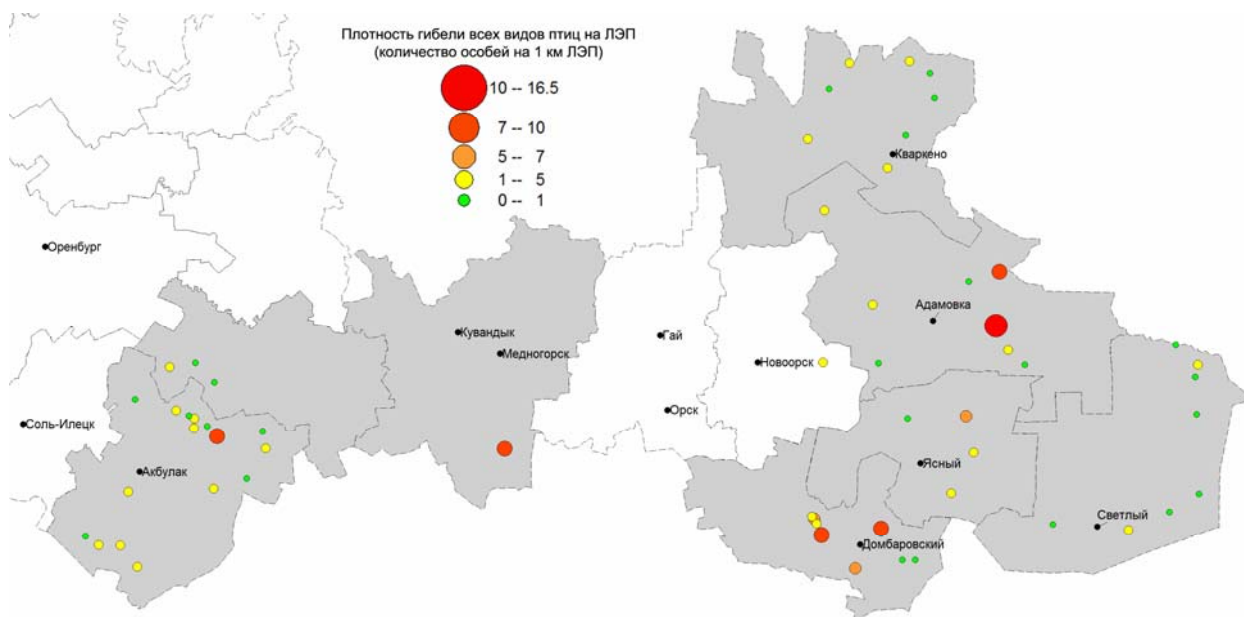 Плотность гибели всех видов птиц на ЛЭП
(количество особей на 1 км ЛЭП)
10 -- 16.5
7 -- 10
5 -- 7
1 -- 5
0 -- 1
Кваркено
Оренбург
Адамовка
Кувандык
Гай
Медногорск
Новоорск
Орск
Соль-Илецк
Ясный
Акбулак
Светлый
Домбаровский